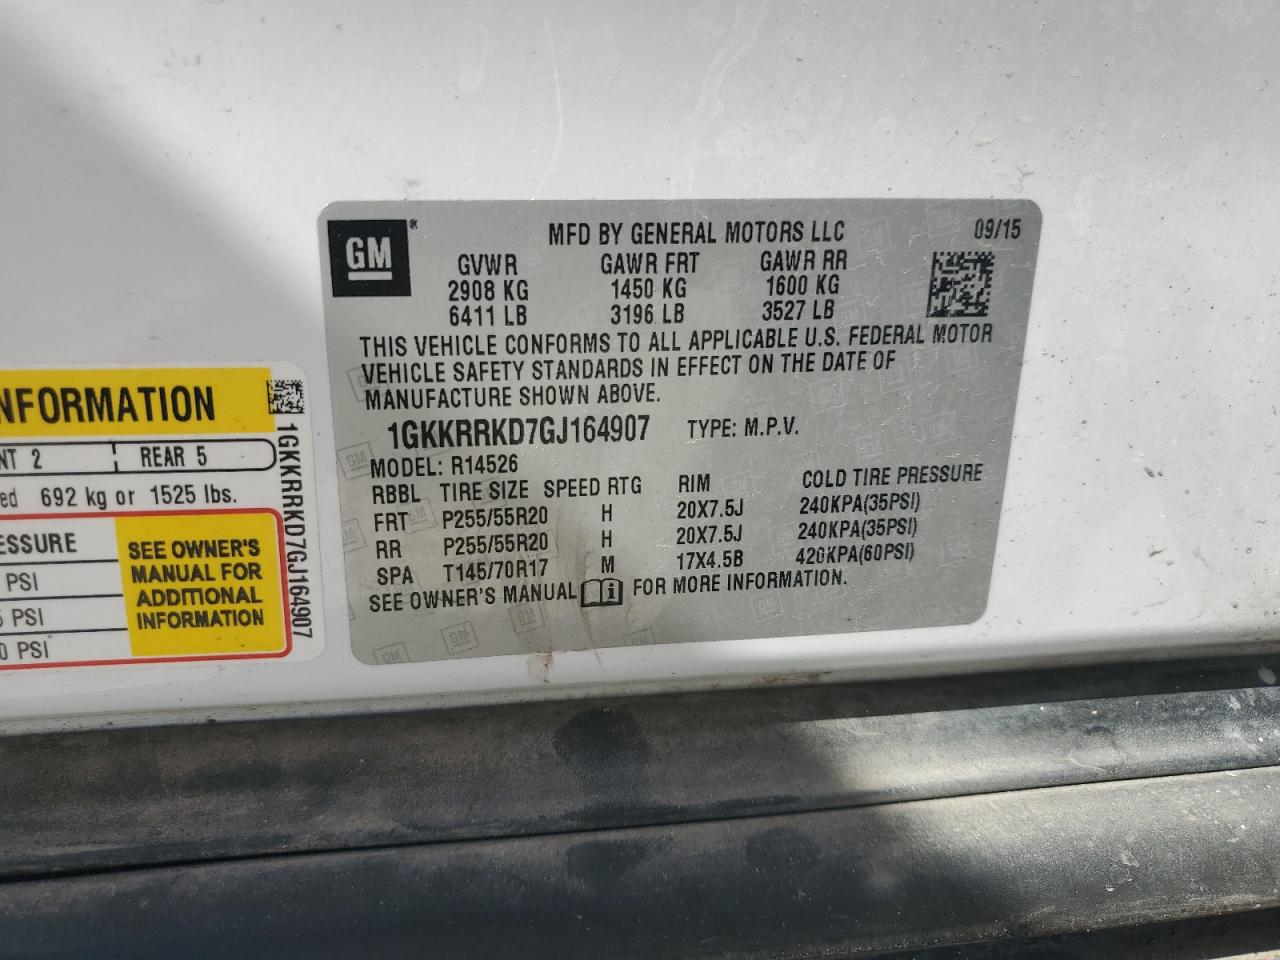 GM ®
MFD BY GENERAL MOTORS LLC 09/15
GVWR GAWR FRT GAWR RR
2908 KG 1450 KG 1600 KG
6411 LB 3196 LB 3527 LB
THIS VEHICLE CONFORMS TO ALL APPLICABLE U.S. FEDERAL MOTOR
VEHICLE SAFETY STANDARDS IN EFFECT ON THE DATE OF
MANUFACTURE SHOWN ABOVE.
1GKKRRKD7GJ164907 TYPE: M.P.V.
MODEL: R14526
RBBL TIRE SIZE SPEED RTG RIM COLD TIRE PRESSURE
FRT P255/55R20 H 20X7.5J 240KPA(35PSI)
RR P255/55R20 H 20X7.5J 240KPA(35PSI)
SPA T145/70R17 M 17X4.5B 420KPA(60PSI)
SEE OWNER'S MANUAL FOR MORE INFORMATION.
NFORMATION
NT 2 REAR 5
ed 692 kg or 1525 lbs.
ESSURE
PSI
5 PSI
0 PSI
SEE OWNER'S
MANUAL FOR
ADDITIONAL
INFORMATION
1GKKRRKD7GJ164907